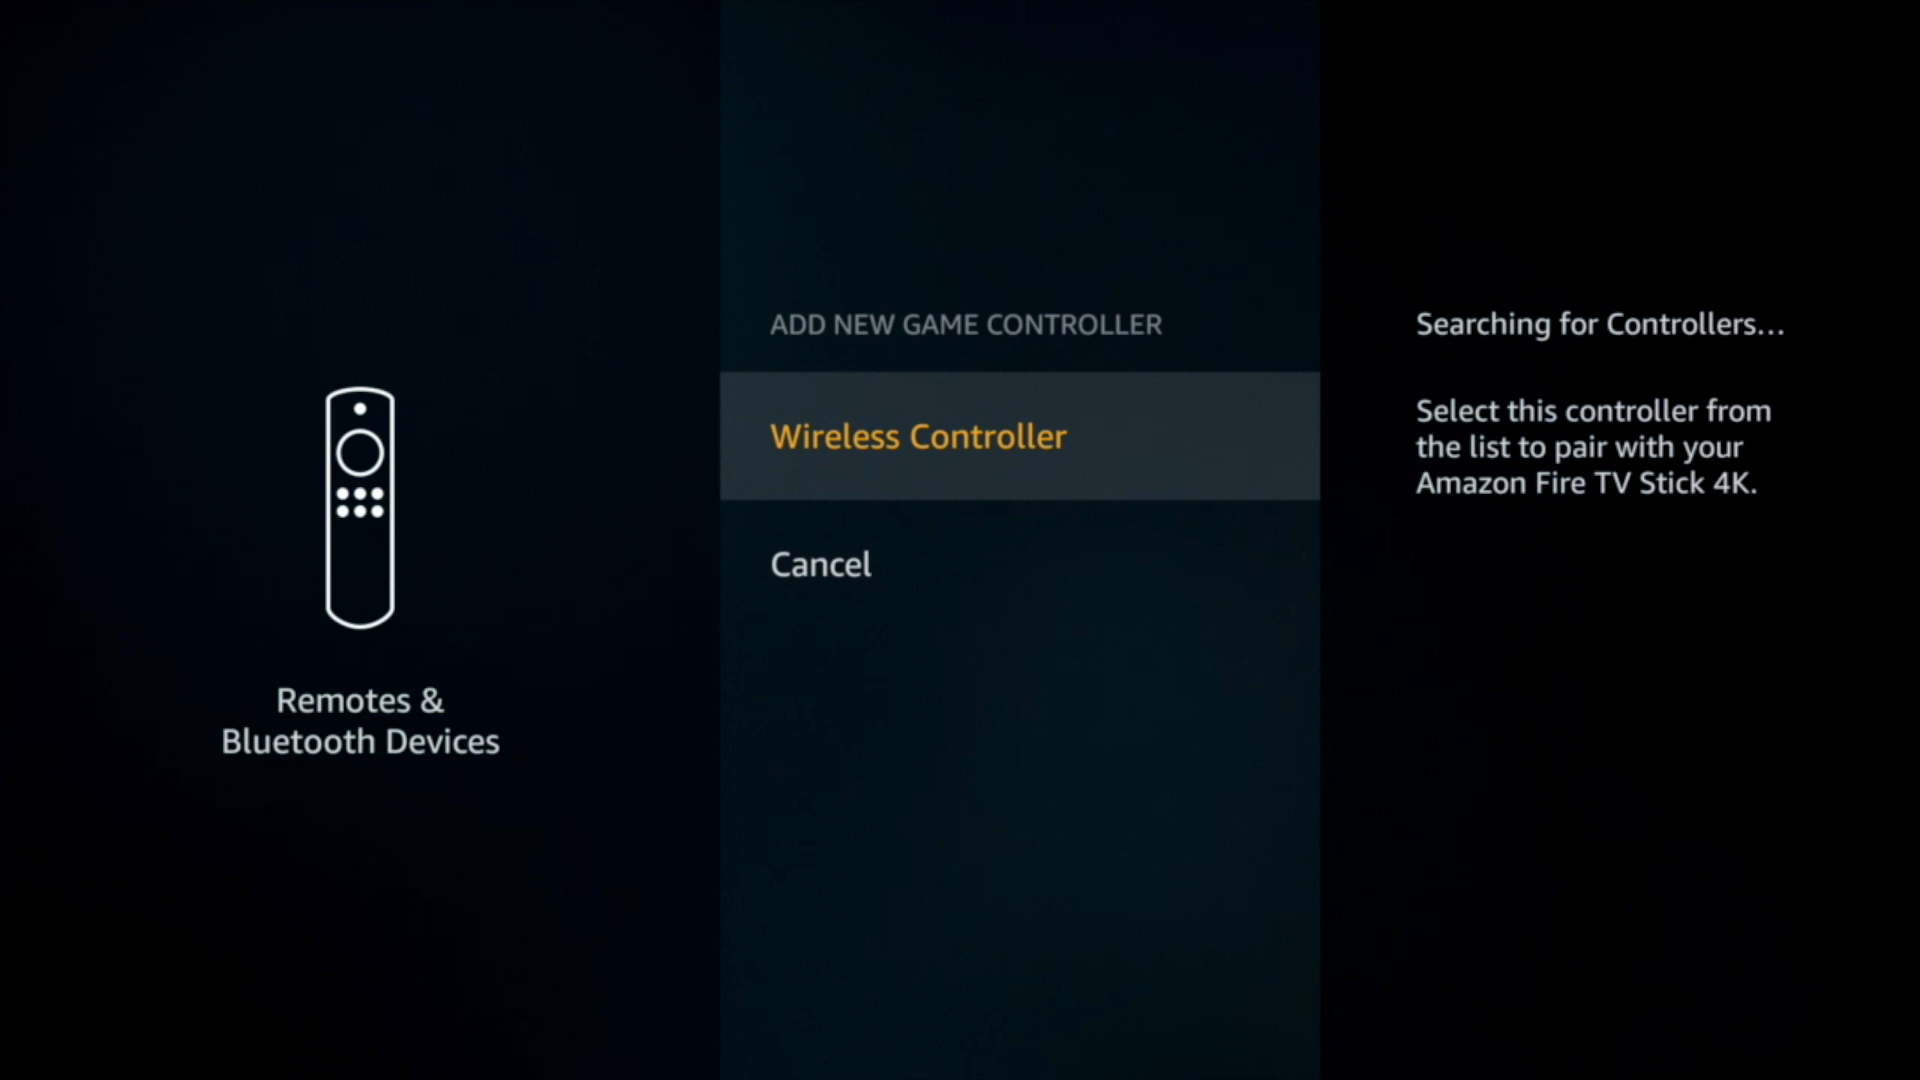 Remotes &
Bluetooth Devices
ADD NEW GAME CONTROLLER
Wireless Controller
Cancel
Searching for Controllers...
Select this controller from
the list to pair with your
Amazon Fire TV Stick 4K.